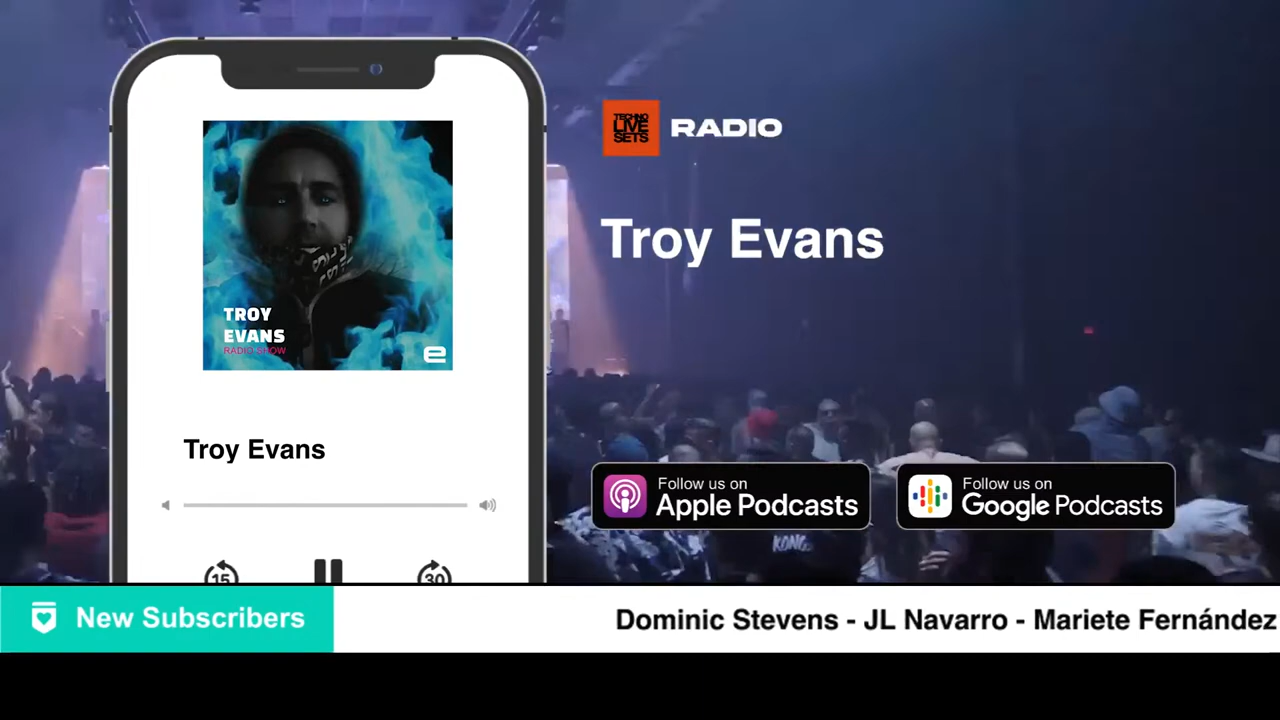 TECHNO
LIVE
SETS
RADIO
Troy Evans
TROY
EVANS
RADIO SHOW
e
Troy Evans
15
30
Follow us on
Apple Podcasts
Follow us on
Google Podcasts
KONG
New Subscribers
Dominic Stevens - JL Navarro - Mariete Fernández